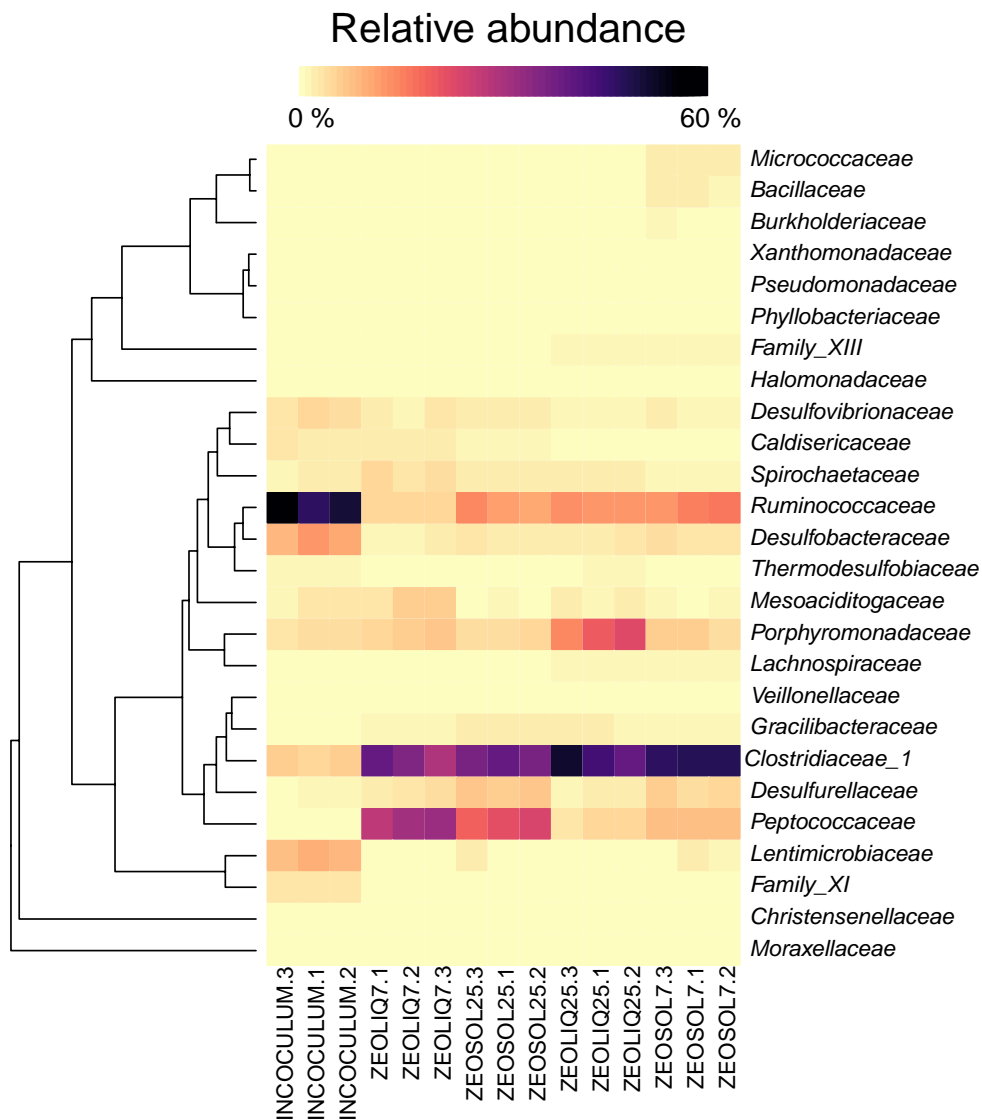 Relative abundance
0 %
60 %
Micrococcaceae
Bacillaceae
Burkholderiaceae
Xanthomonadaceae
Pseudomonadaceae
Phyllobacteriaceae
Family_XIII
Halomonadaceae
Desulfovibrionaceae
Caldisericaceae
Spirochaetaceae
Ruminococcaceae
Desulfobacteraceae
Thermodesulfobiaceae
Mesoaciditogaceae
Porphyromonadaceae
Lachnospiraceae
Veillonellaceae
Gracilibacteraceae
Clostridiaceae_1
Desulfurellaceae
Peptococcaceae
Lentimicrobiaceae
Family_XI
Christensenellaceae
Moraxellaceae
INCOCULUM.3
INCOCULUM.1
INCOCULUM.2
ZEOLIQ7.1
ZEOLIQ7.2
ZEOLIQ7.3
ZEOSOL25.3
ZEOSOL25.1
ZEOSOL25.2
ZEOLIQ25.3
ZEOLIQ25.1
ZEOLIQ25.2
ZEOSOL7.3
ZEOSOL7.1
ZEOSOL7.2